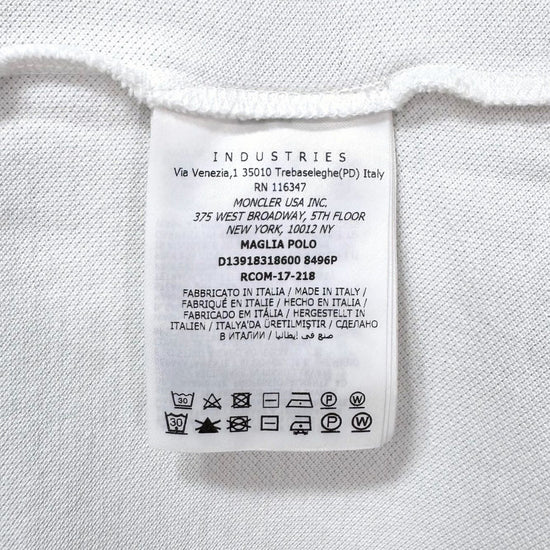 INDUSTRIES
Via Venezia,1 35010 Trebaseleghe(PD) Italy
RN 116347
MONCLER USA INC.
375 WEST BROADWAY, 5TH FLOOR
NEW YORK, 10012 NY
MAGLIA POLO
D13918318600 8496P
RCOM-17-218
FABBRICATO IN ITALIA / MADE IN ITALY /
FABRIQUÉ EN ITALIE / HECHO EN ITALIA /
FABRICADO EM ITÁLIA / HERGESTELLT IN
ITALIEN / ITALYA'DA ÜRETILMIŞTIR / СДЕЛАНО
В ИТАЛИИ / صنع في إيطاليا
30 P W
30 P W